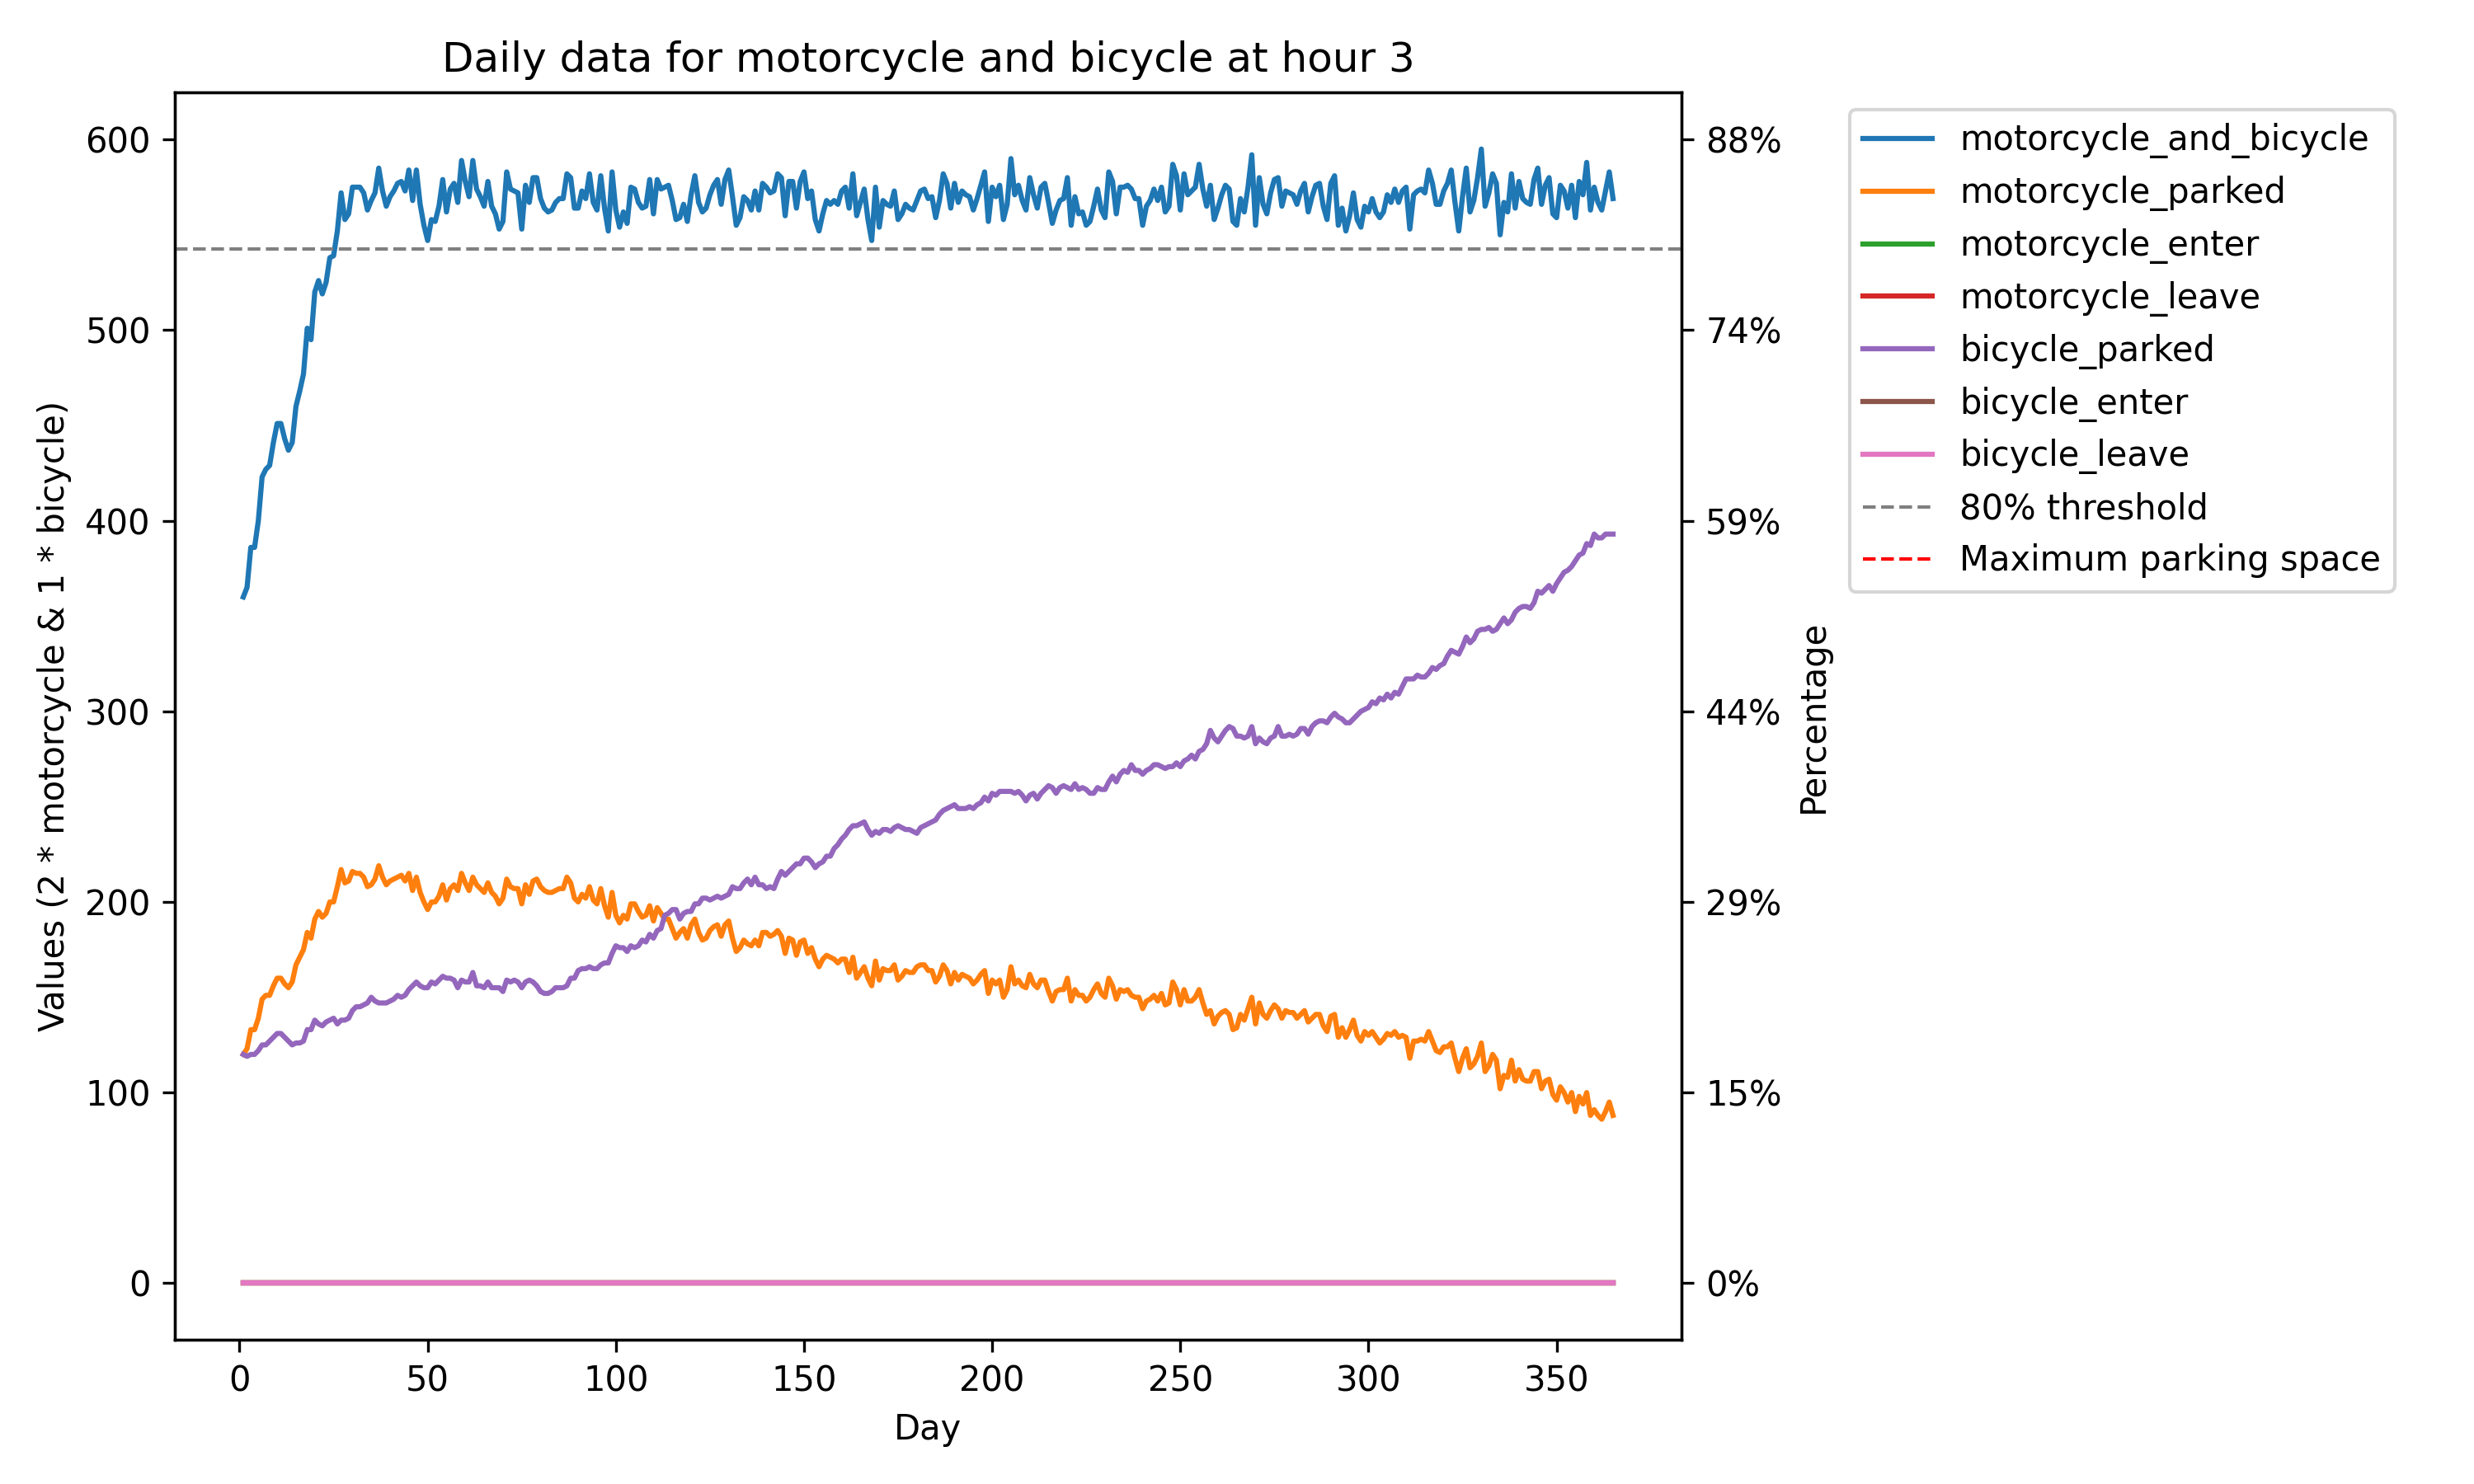 Daily data for motorcycle and bicycle at hour 3
Values (2 * motorcycle & 1 * bicycle)
600
500
400
300
200
100
0
0
50
100
150
200
250
300
350
Day
88%
74%
59%
44%
29%
15%
0%
Percentage
motorcycle_and_bicycle
motorcycle_parked
motorcycle_enter
motorcycle_leave
bicycle_parked
bicycle_enter
bicycle_leave
80% threshold
Maximum parking space